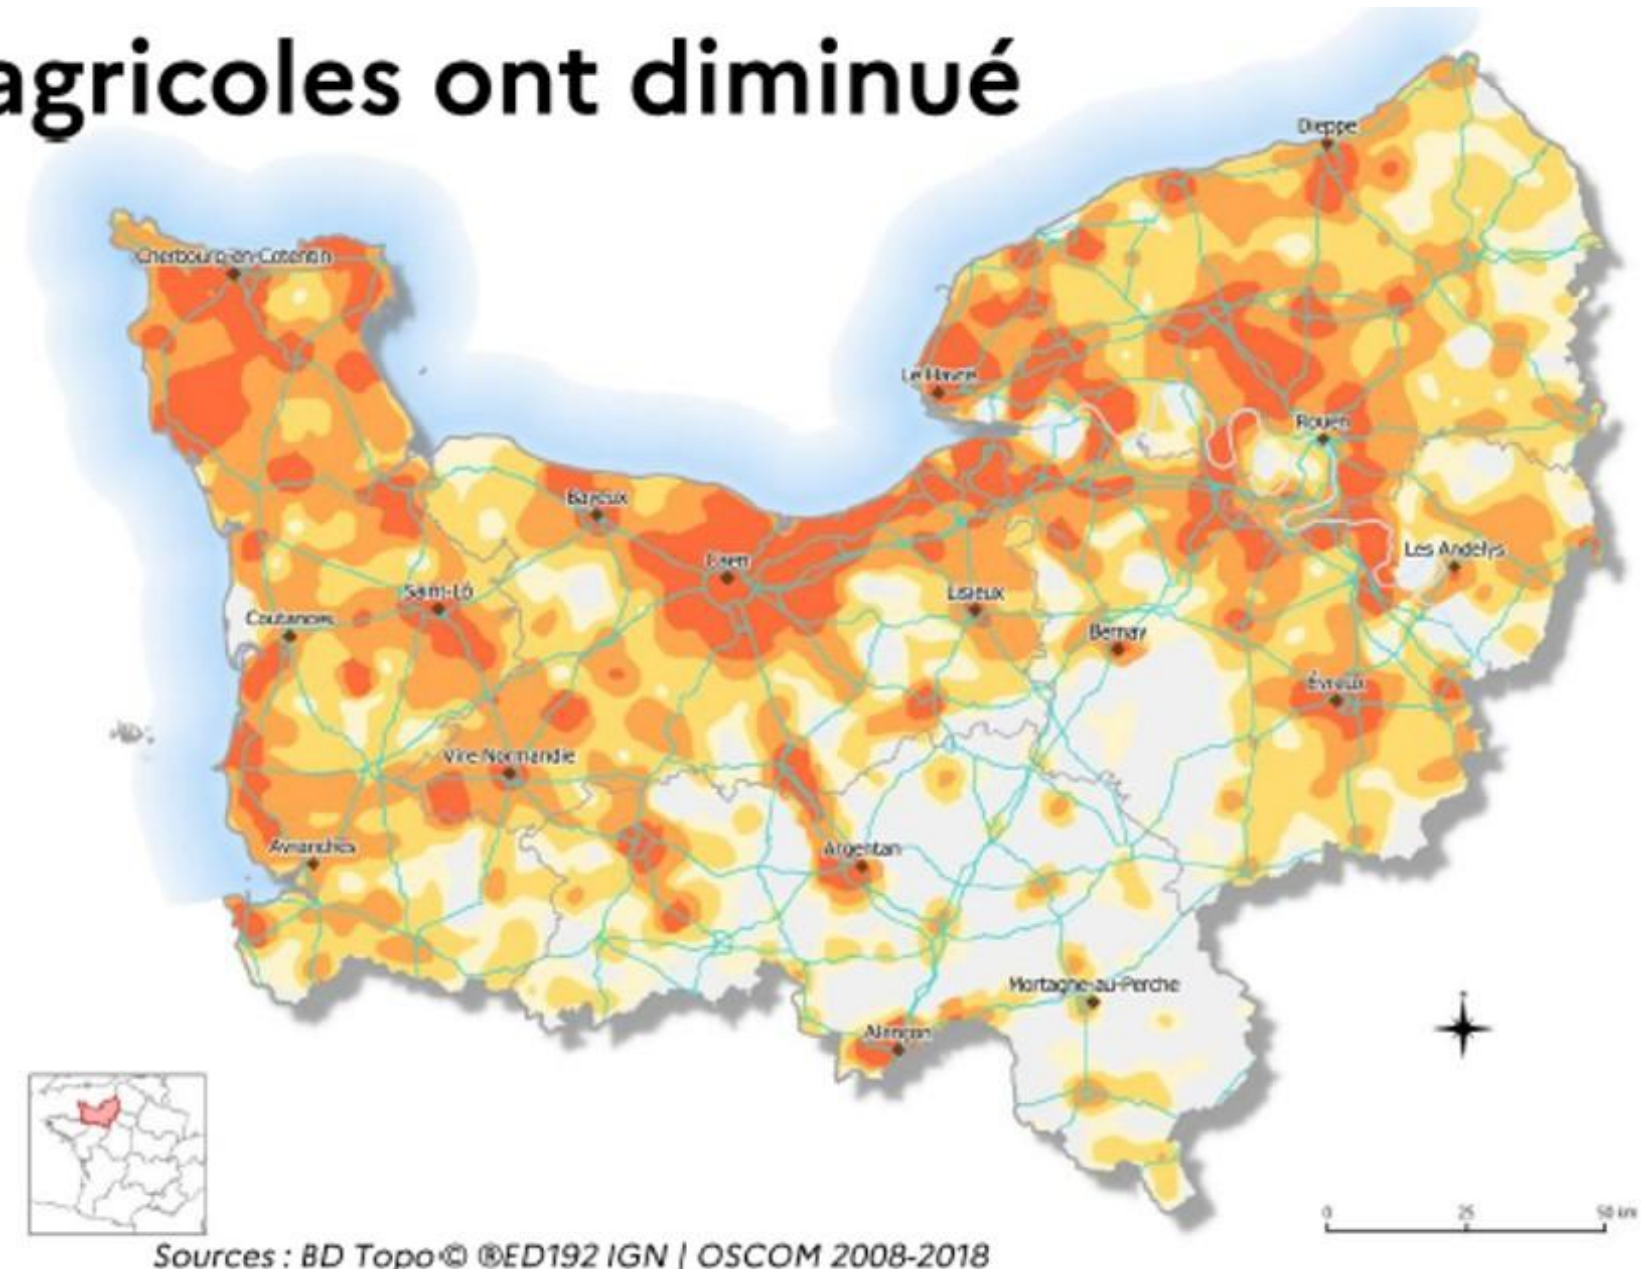 agricoles ont diminué
Dieppe
Cherbourg-en-Cotentin
Le Havre
Rouen
Bayeux
Caen
Les Andelys
Saint-Lô
Lisieux
Coutances
Bernay
Évreux
Vire Normandie
Avranches
Argentan
Mortagne-au-Perche
Alençon
0 25 50 km
Sources : BD Topo© ®ED192 IGN | OSCOM 2008-2018